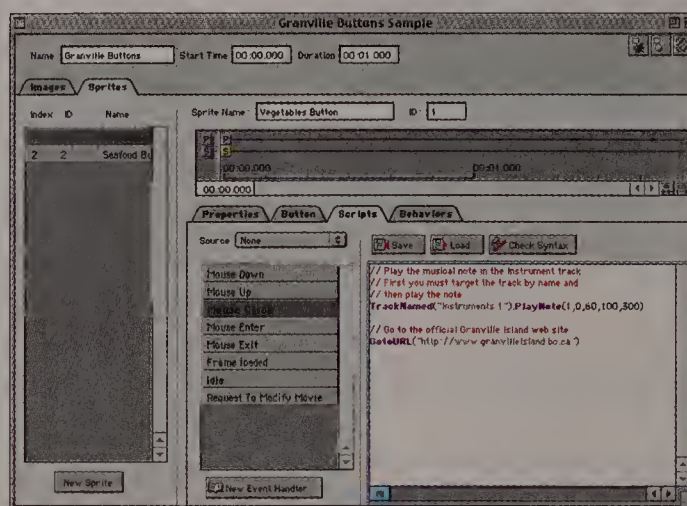 Granville Buttons Sample
Name Granville Buttons Start Time 00:00.000 Duration 00:01.000
Images Sprites
Index ID Name
2 2 Seafood Bu
New Sprite
Sprite Name: Vegetables Button ID: 1
00:00.000 00:01.000
00:00.000
Properties Button Scripts Behaviors
Source None
Mouse Down
Mouse Up
Mouse Click
Mouse Enter
Mouse Exit
Frame loaded
Idle
Request To Modify Movie
New Event Handler
Save Load Check Syntax
// Play the musical note in the Instrument track
// First you must target the track by name and
// then play the note
TrackNamed("Instruments 1").PlayNote(1,0,60,100,300)
// Go to the official Granville Island web site
GotoURL("http://www.granvilleisland.bc.ca")